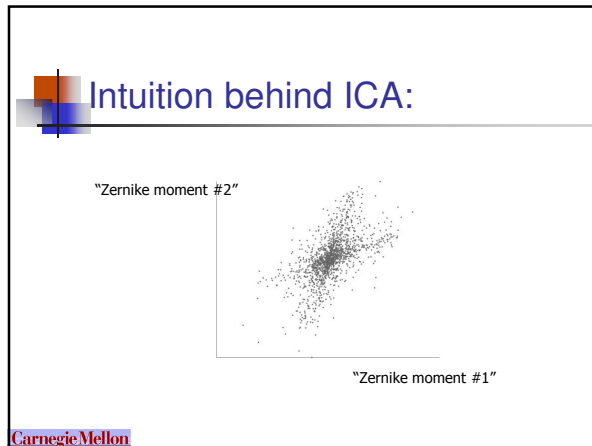 Intuition behind ICA:
“Zernike moment #2”
“Zernike moment #1”
Carnegie Mellon